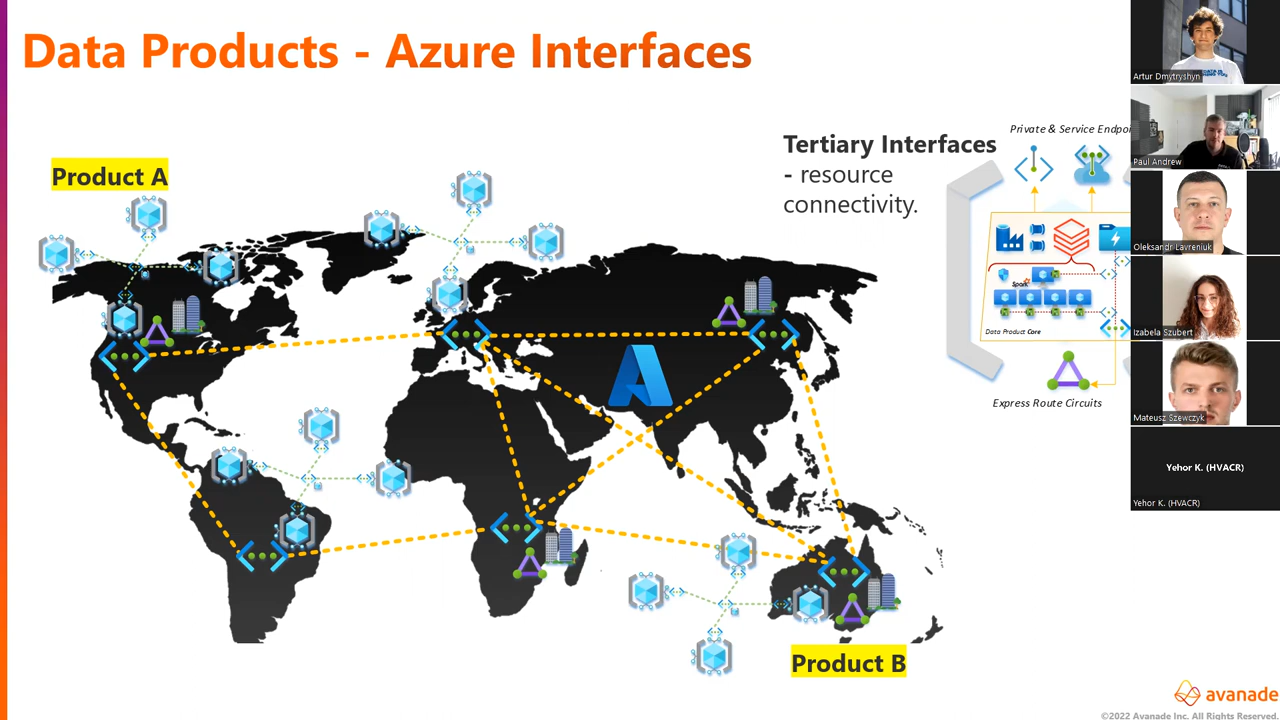 Data Products - Azure Interfaces
Product A
Tertiary Interfaces
- resource
connectivity.
Private & Service Endpoi
Spark
Data Product Core
Express Route Circuits
Product B
Artur Dmytryshyn
Paul Andrew
Oleksandr Lavreniuk
Izabela Szubert
Mateusz Szewczyk
Yehor K. (HVACR)
Yehor K. (HVACR)
avanade
©2022 Avanade Inc. All Rights Reserved.